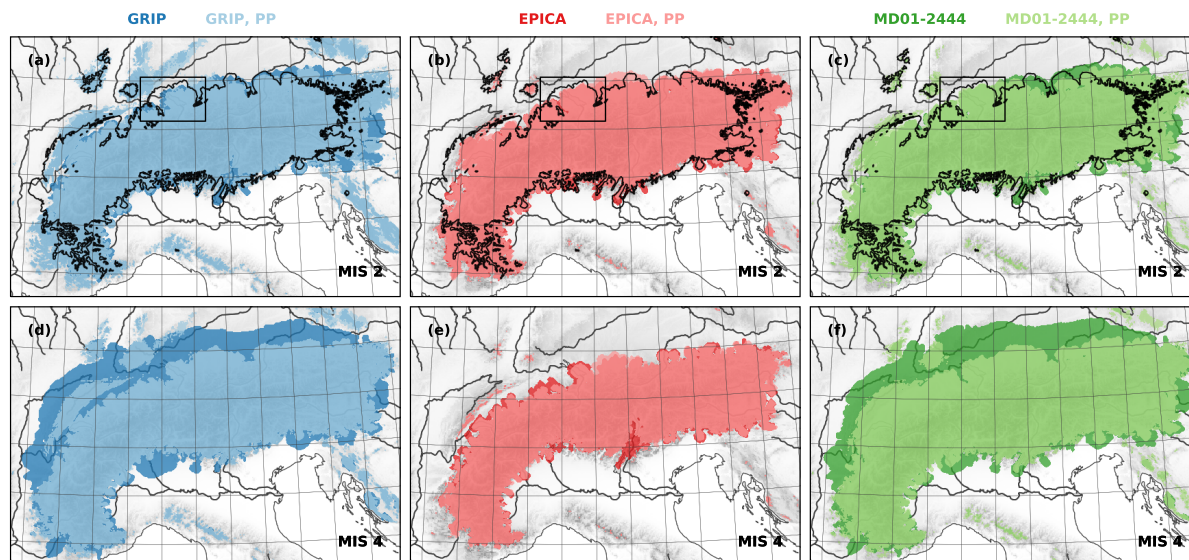 GRIP GRIP, PP EPICA EPICA, PP MD01-2444 MD01-2444, PP
(a) (b) (c)
MIS 2 MIS 2 MIS 2
(d) (e) (f)
MIS 4 MIS 4 MIS 4